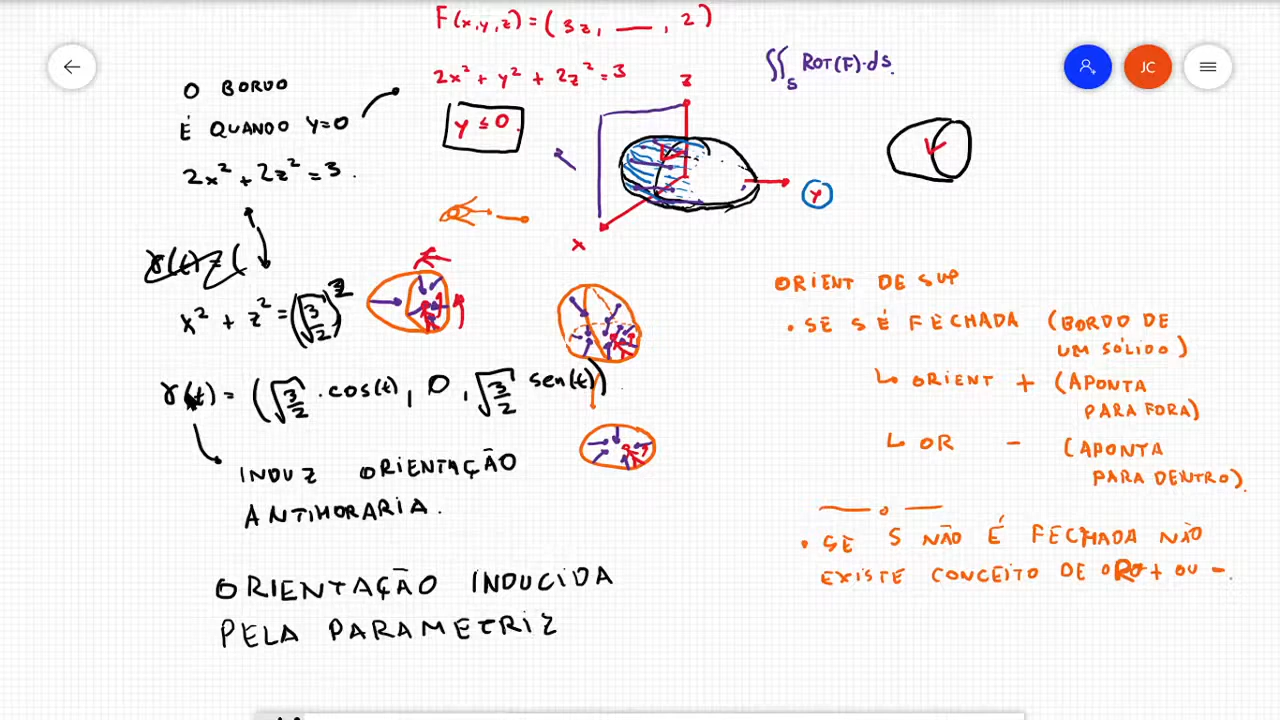 F(x,y,z) = (3z, __, 2)
2x² + y² + 2z² = 3
y ≤ 0
∬s ROT(F)·ds.
JC
O BORDO
É QUANDO Y=0
2x² + 2z² = 3.
z
x
Y
γ(t) = (
x² + z² = (√3/2)²
γ(t) = (√3/2 · cos(t), 0, √3/2 sen(t)).
INDUZ ORIENTAÇÃO
ANTIHORARIA.
ORIENTAÇÃO INDUCIDA
PELA PARAMETRIZ
ORIENT DE SUP
• SE S É FECHADA (BORDO DE
UM SÓLIDO)
↳ ORIENT + (APONTA
PARA FORA)
↳ OR - (APONTA
PARA DENTRO).
— o —
• SE S NÃO É FECHADA NÃO
EXISTE CONCEITO DE OR + OU -.